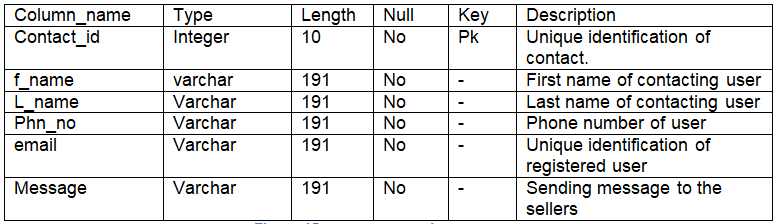 Column_name Type Length Null Key Description
Contact_id Integer 10 No Pk Unique identification of
contact.
f_name varchar 191 No - First name of contacting user
L_name Varchar 191 No - Last name of contacting user
Phn_no Varchar 191 No - Phone number of user
email Varchar 191 No - Unique identification of
registered user
Message Varchar 191 No - Sending message to the
sellers